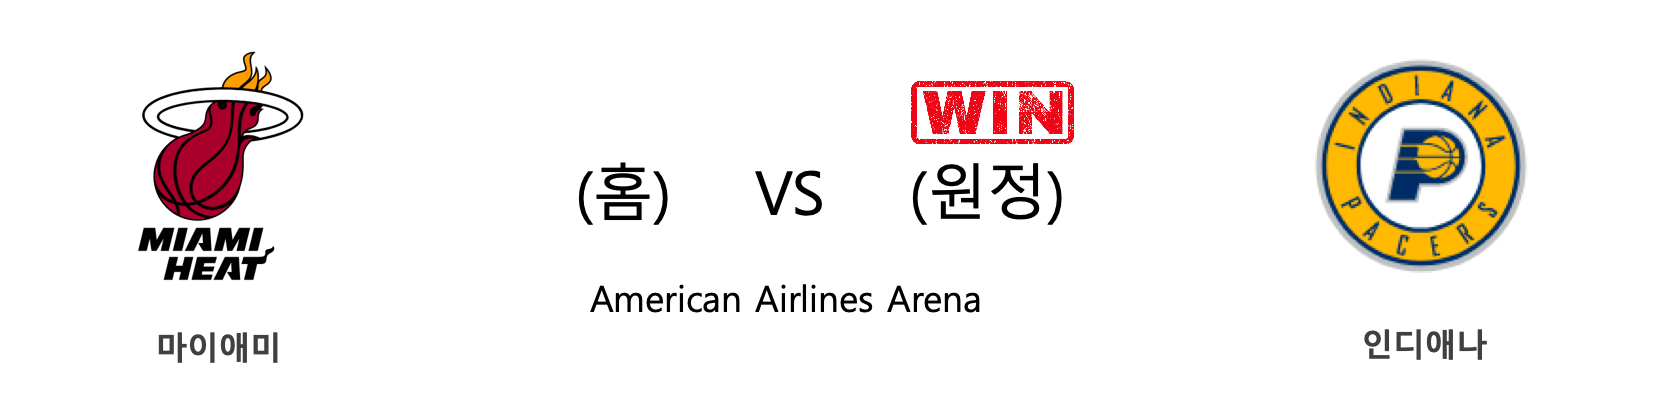 WIN
(홈) VS (원정)
American Airlines Arena
MIAMI
HEAT
마이애미
INDIANA
PACERS
인디애나